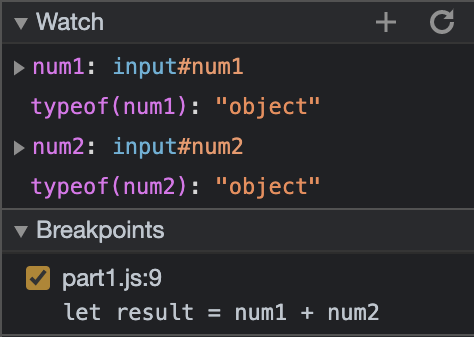 Watch
num1: input#num1
typeof(num1): "object"
num2: input#num2
typeof(num2): "object"
Breakpoints
part1.js:9
let result = num1 + num2